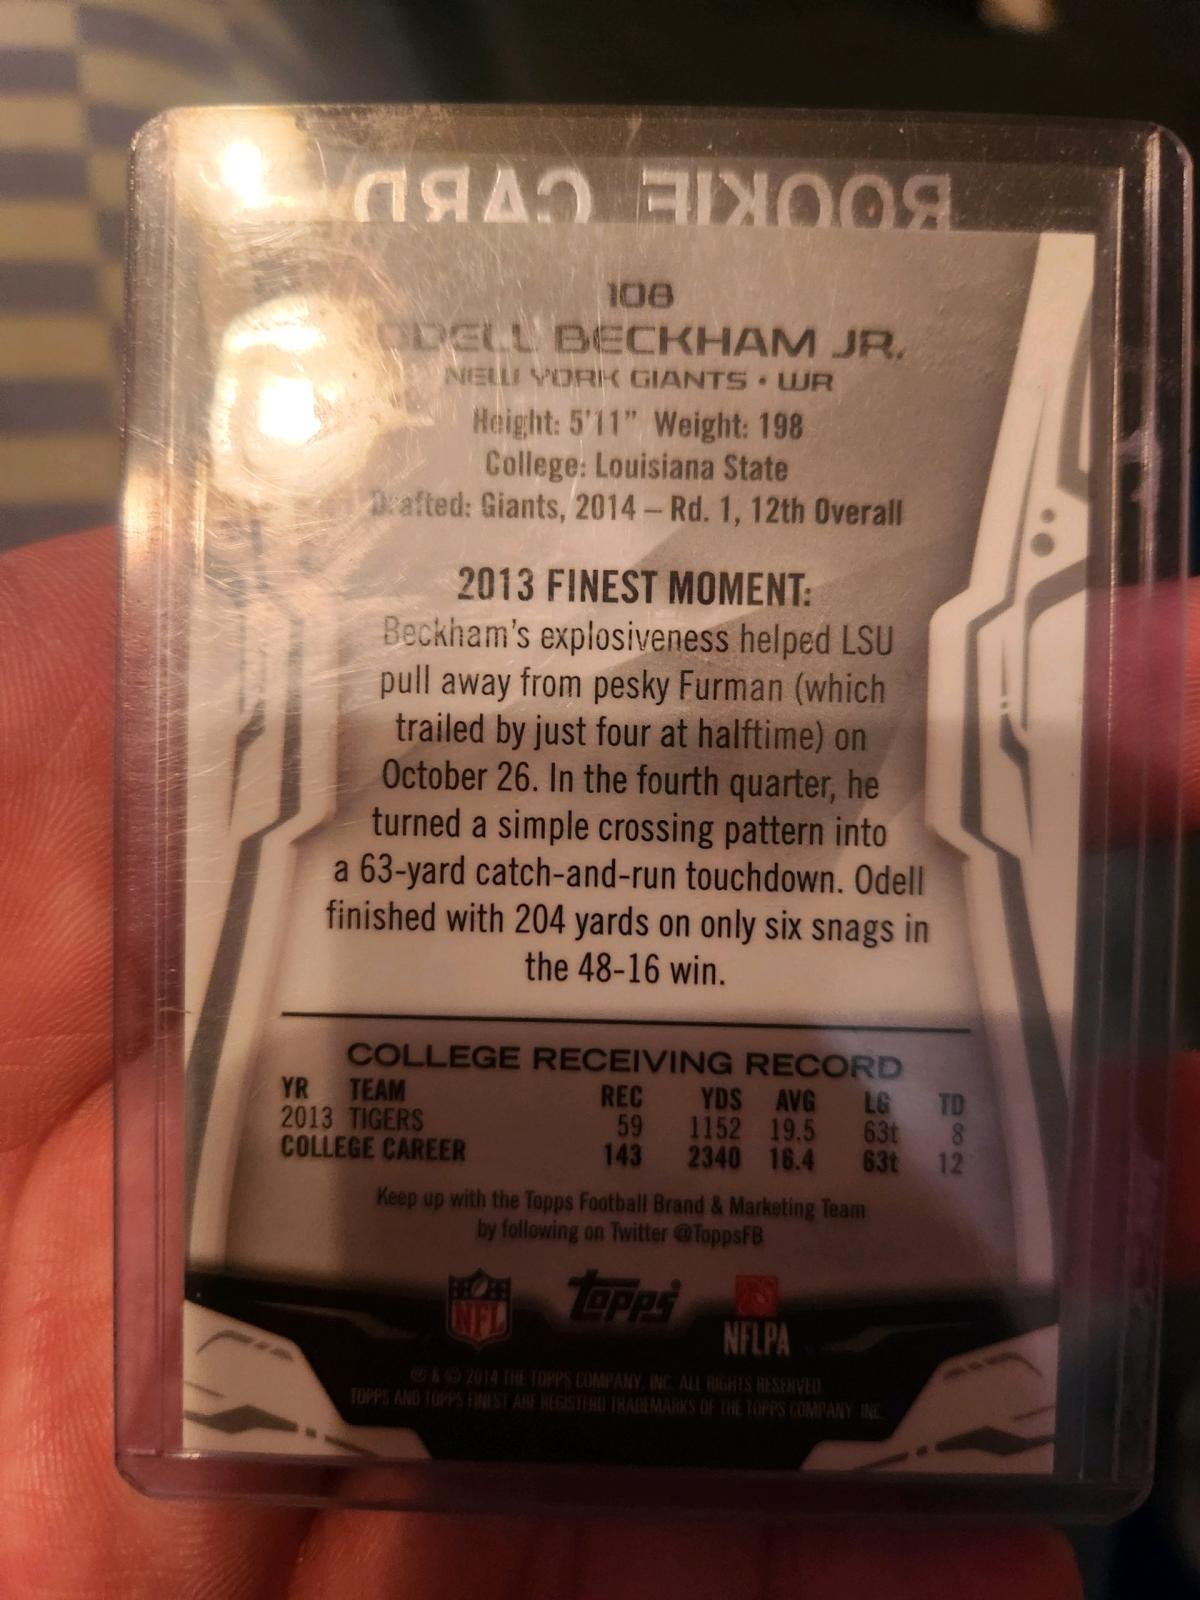 ROOKIE CARD
108
ODELL BECKHAM JR.
NEW YORK GIANTS • WR
Height: 5'11" Weight: 198
College: Louisiana State
Drafted: Giants, 2014 – Rd. 1, 12th Overall
2013 FINEST MOMENT:
Beckham's explosiveness helped LSU
pull away from pesky Furman (which
trailed by just four at halftime) on
October 26. In the fourth quarter, he
turned a simple crossing pattern into
a 63-yard catch-and-run touchdown. Odell
finished with 204 yards on only six snags in
the 48-16 win.
COLLEGE RECEIVING RECORD
YR TEAM REC YDS AVG LG TD
2013 TIGERS 59 1152 19.5 63t 8
COLLEGE CAREER 143 2340 16.4 63t 12
Keep up with the Topps Football Brand & Marketing Team
by following on Twitter @ToppsFB
NFL topps NFLPA
® & © 2014 THE TOPPS COMPANY, INC. ALL RIGHTS RESERVED.
TOPPS AND TOPPS FINEST ARE REGISTERD TRADEMARKS OF THE TOPPS COMPANY, INC.